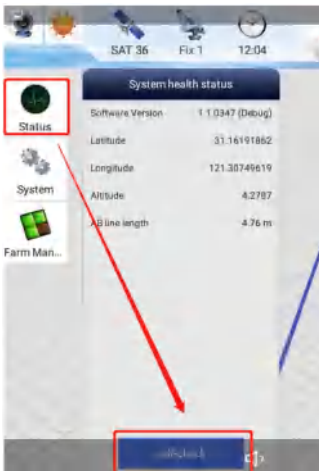 SAT 36 Fix 1 12:04
System health status
Status
Software Version 1.1.0347 (Debug)
Latitude 31.16191862
System
Longitude 121.30749619
Altitude 4.2787
AB line length 4.76 m
Farm Man...